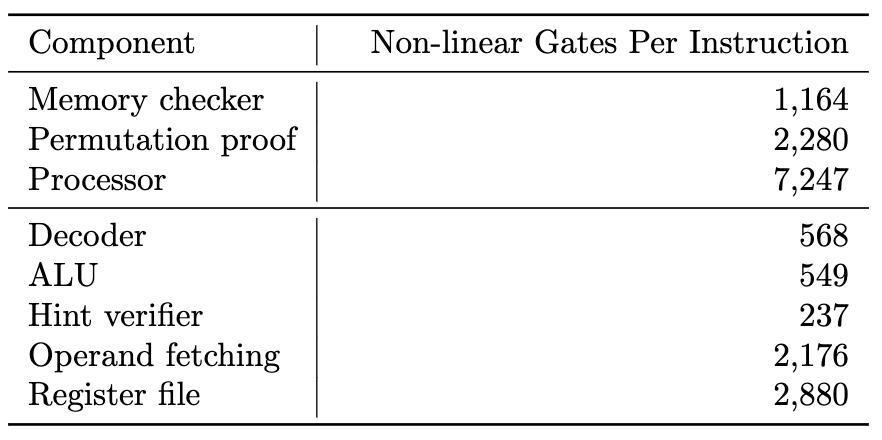 Component Non-linear Gates Per Instruction
Memory checker 1,164
Permutation proof 2,280
Processor 7,247
Decoder 568
ALU 549
Hint verifier 237
Operand fetching 2,176
Register file 2,880